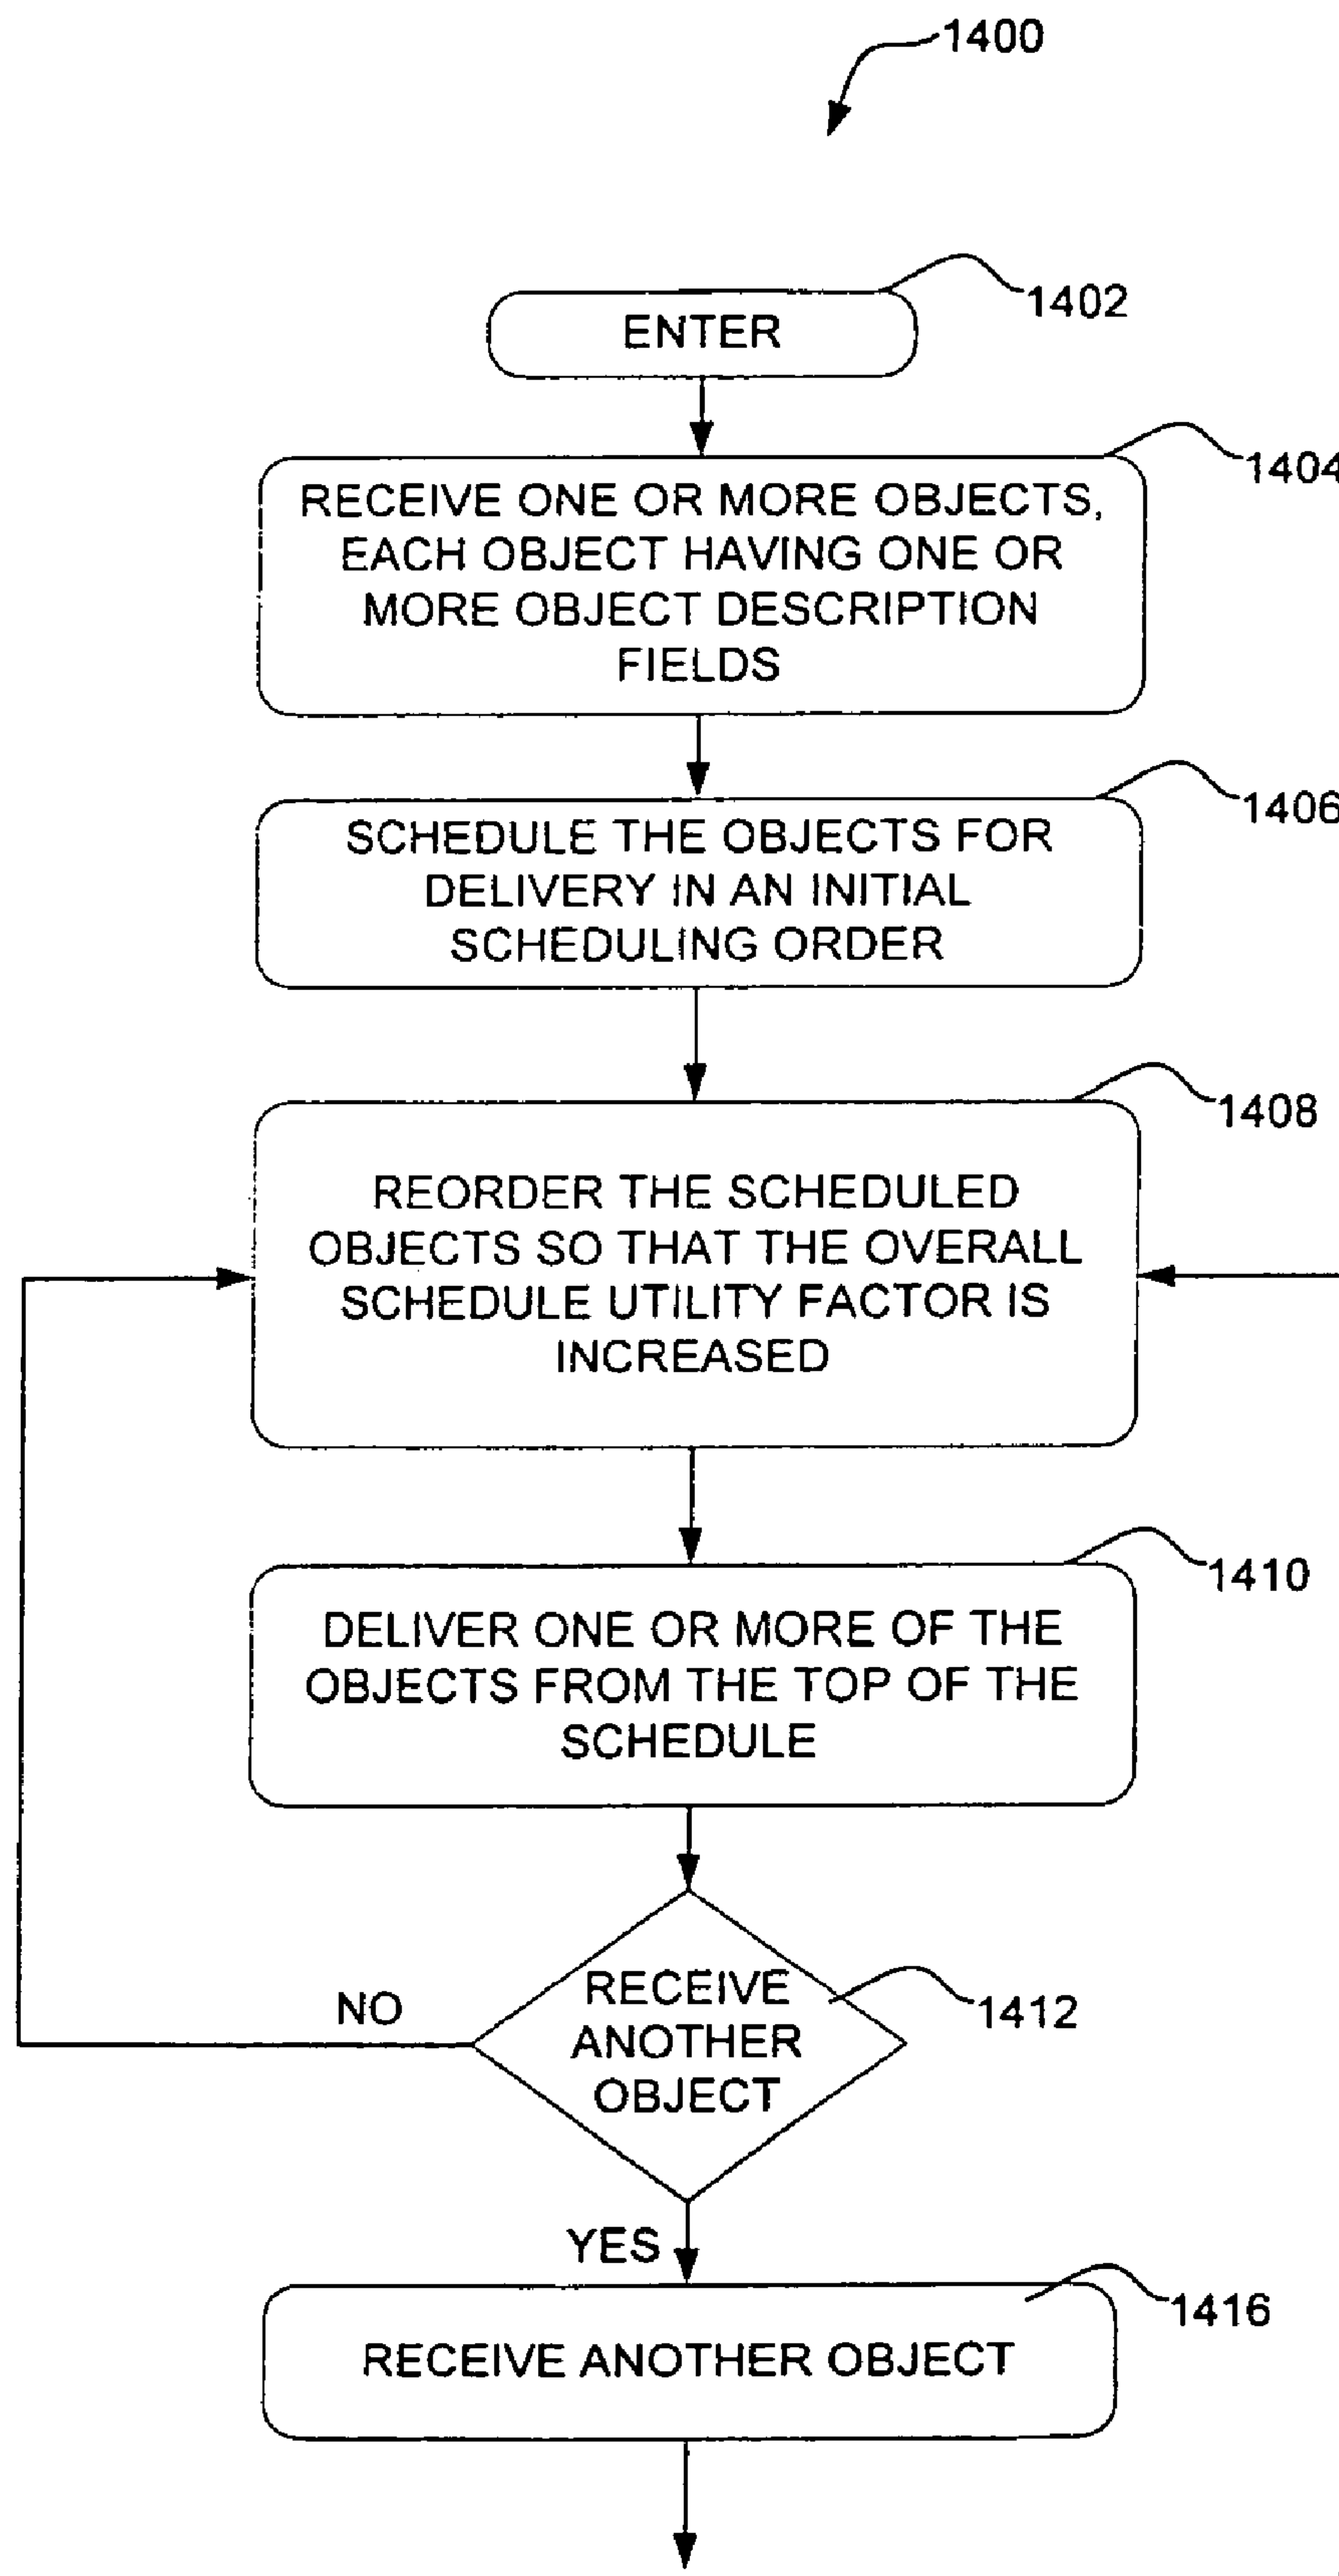 1400
1402
ENTER
1404
RECEIVE ONE OR MORE OBJECTS,
EACH OBJECT HAVING ONE OR
MORE OBJECT DESCRIPTION
FIELDS
1406
SCHEDULE THE OBJECTS FOR
DELIVERY IN AN INITIAL
SCHEDULING ORDER
1408
REORDER THE SCHEDULED
OBJECTS SO THAT THE OVERALL
SCHEDULE UTILITY FACTOR IS
INCREASED
1410
DELIVER ONE OR MORE OF THE
OBJECTS FROM THE TOP OF THE
SCHEDULE
RECEIVE
ANOTHER
OBJECT
1412
NO
YES
1416
RECEIVE ANOTHER OBJECT